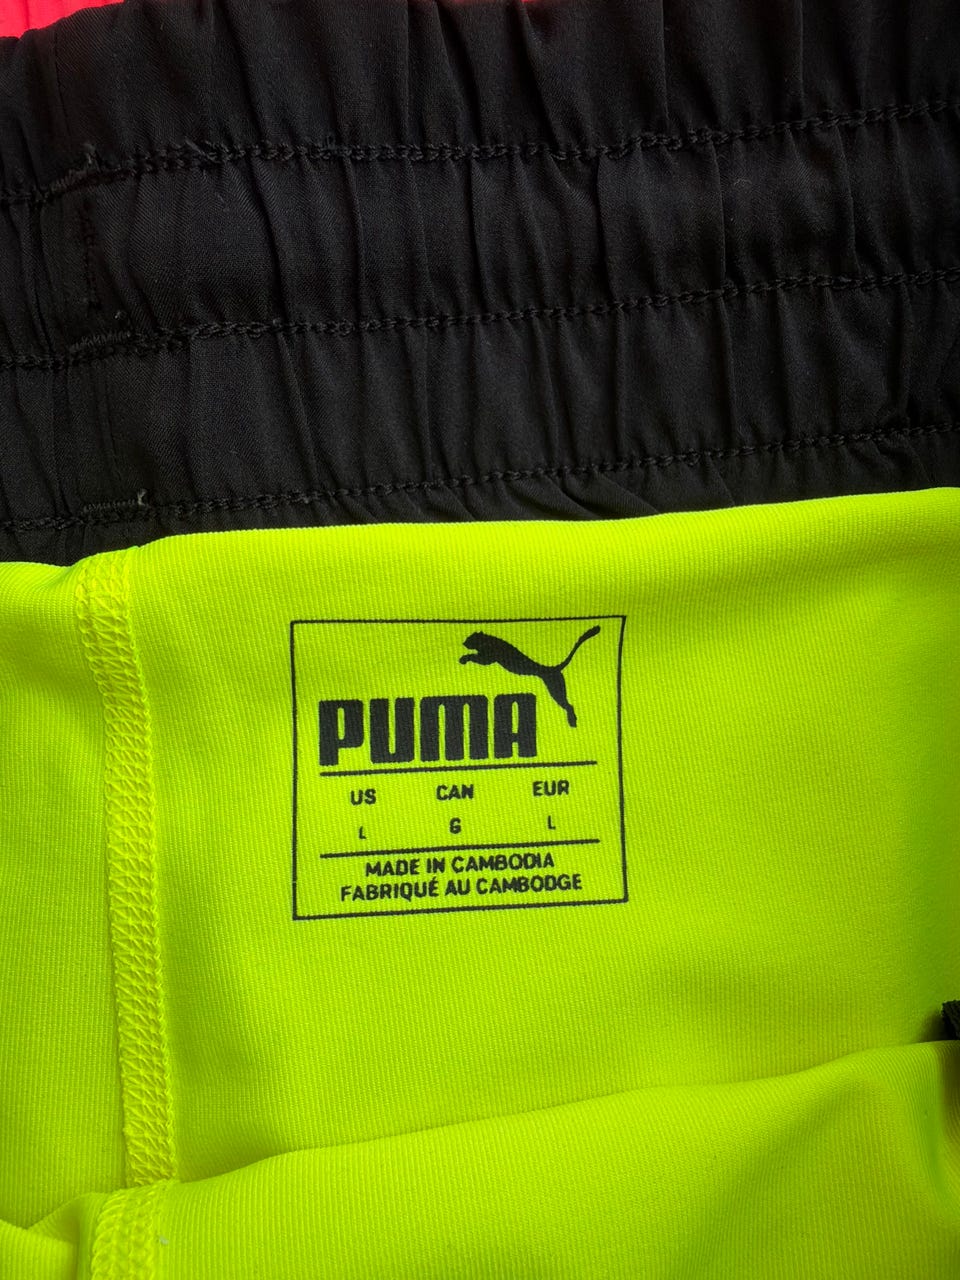 PUMA
US CAN EUR
L G L
MADE IN CAMBODIA
FABRIQUÉ AU CAMBODGE